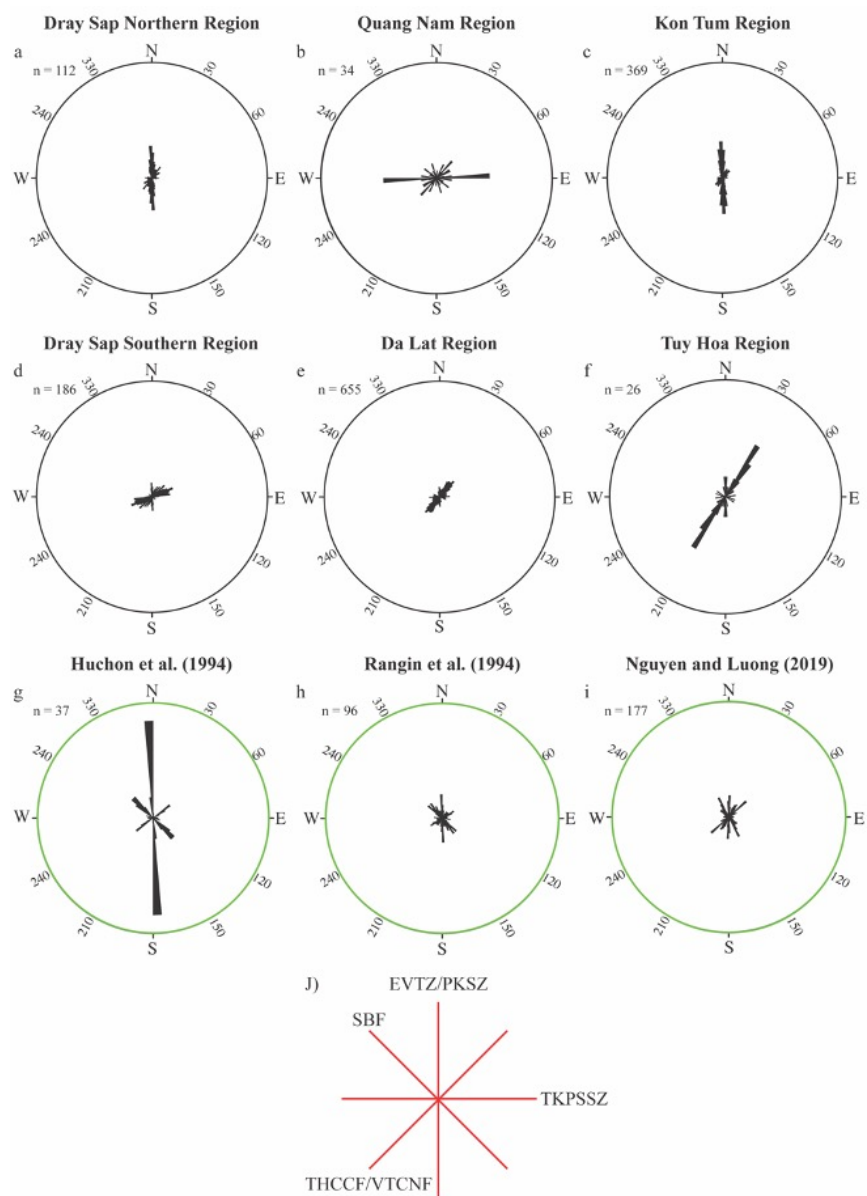 Dray Sap Northern Region
a
n = 112
N
330
30
240
60
W
E
240
120
210
150
S
Quang Nam Region
b
n = 34
N
330
30
240
60
W
E
240
120
210
150
S
Kon Tum Region
c
n = 369
N
330
30
240
60
W
E
240
120
210
150
S
Dray Sap Southern Region
d
n = 186
N
330
30
240
60
W
E
240
120
210
150
S
Da Lat Region
e
n = 655
N
330
30
240
60
W
E
240
120
210
150
S
Tuy Hoa Region
f
n = 26
N
330
30
240
60
W
E
240
120
210
150
S
Huchon et al. (1994)
g
n = 37
N
330
30
240
60
W
E
240
120
210
150
S
Rangin et al. (1994)
h
n = 96
N
330
30
240
60
W
E
240
120
210
150
S
Nguyen and Luong (2019)
i
n = 177
N
330
30
240
60
W
E
240
120
210
150
S
J)
EVTZ/PKSZ
SBF
TKPSSZ
THCCF/VTCNF